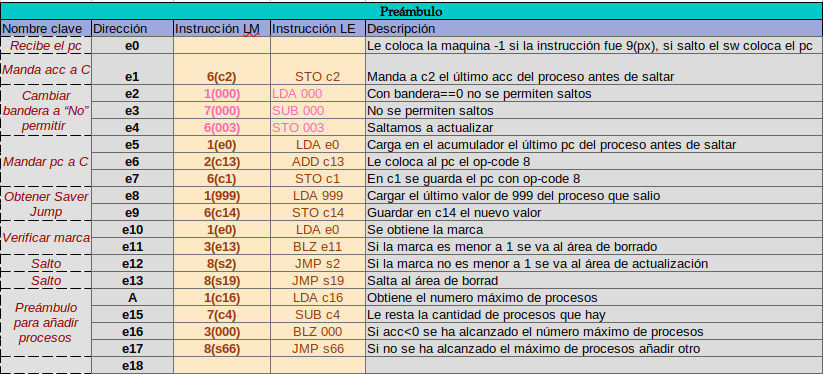 Preámbulo
Nombre clave Dirección Instrucción LM Instrucción LE Descripción
Recibe el pc e0 Le coloca la maquina -1 si la instrucción fue 9(px), si salto el sw coloca el pc
Manda acc a C e1 6(c2) STO c2 Manda a c2 el último acc del proceso antes de saltar
Cambiar bandera a “No” permitir e2 1(000) LDA 000 Con bandera==0 no se permiten saltos
e3 7(000) SUB 000 No se permiten saltos
e4 6(003) STO 003 Saltamos a actualizar
Mandar pc a C e5 1(e0) LDA e0 Carga en el acumulador el último pc del proceso antes de saltar
e6 2(c13) ADD c13 Le coloca al pc el op-code 8
e7 6(c1) STO c1 En c1 se guarda el pc con op-code 8
Obtener Saver Jump e8 1(999) LDA 999 Cargar el último valor de 999 del proceso que salio
e9 6(c14) STO c14 Guardar en c14 el nuevo valor
Verificar marca e10 1(e0) LDA e0 Se obtiene la marca
e11 3(e13) BLZ e11 Si la marca es menor a 1 se va al área de borrado
Salto e12 8(s2) JMP s2 Si la marca no es menor a 1 se va al área de actualización
Salto e13 8(s19) JMP s19 Salta al área de borrad
Preámbulo para añadir procesos A 1(c16) LDA c16 Obtiene el numero máximo de procesos
e15 7(c4) SUB c4 Le resta la cantidad de procesos que hay
e16 3(000) BLZ 000 Si acc<0 se ha alcanzado el número máximo de procesos
e17 8(s66) JMP s66 Si no se ha alcanzado el máximo de procesos añadir otro
e18